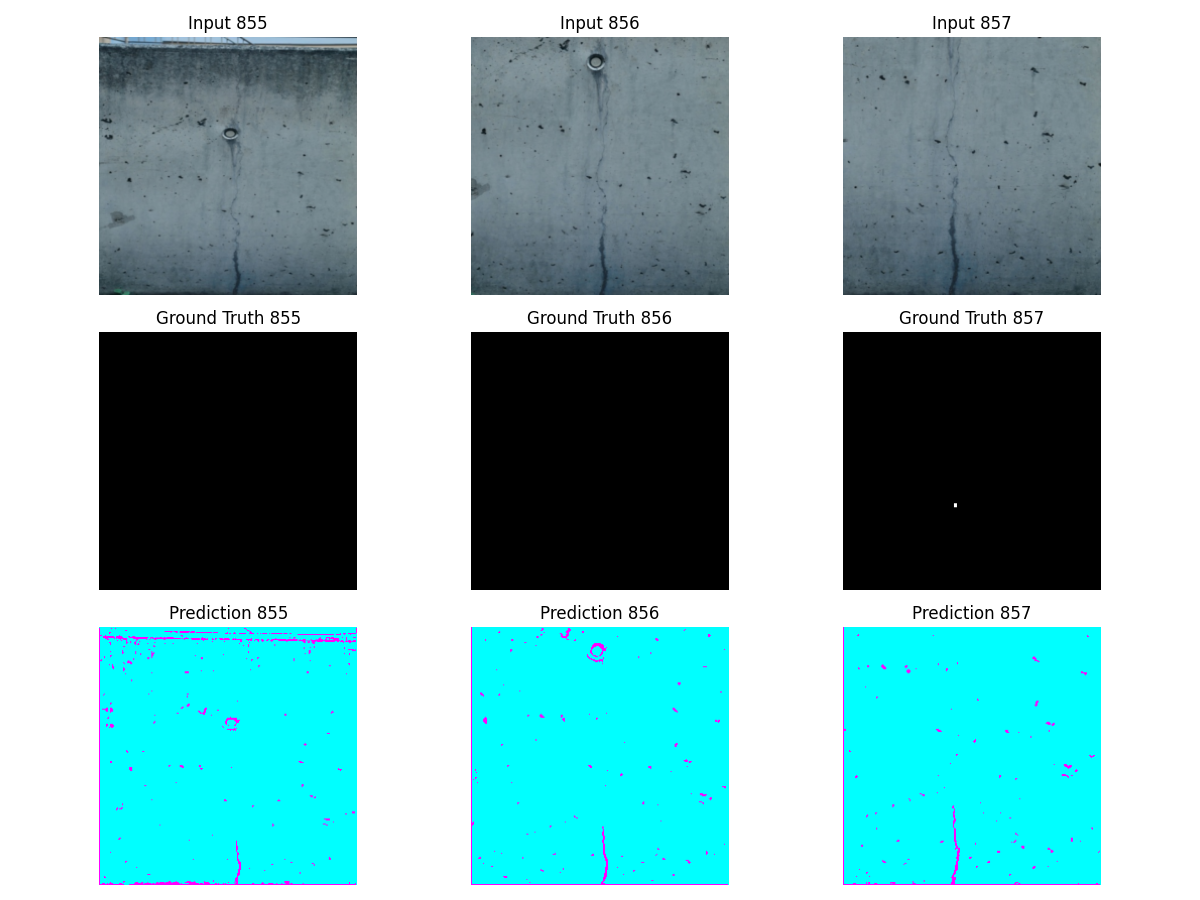 Input 855
Input 856
Input 857
Ground Truth 855
Ground Truth 856
Ground Truth 857
Prediction 855
Prediction 856
Prediction 857